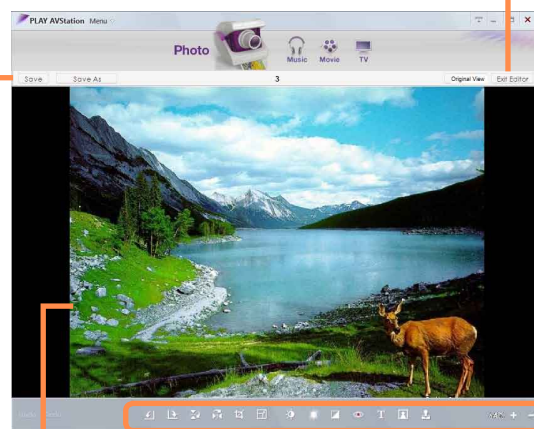 PLAY AVStation Menu
Photo
Music Movie TV
Save Save As 3 Original View Exit Editor
T